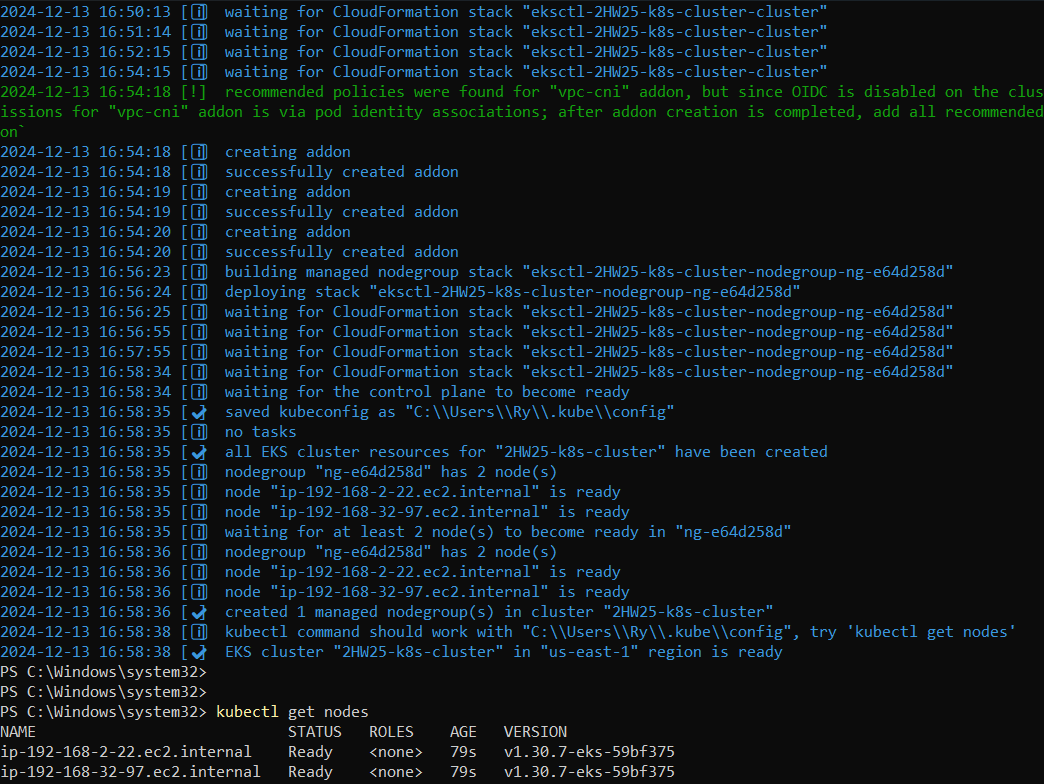 2024-12-13 16:50:13 [ℹ]  waiting for CloudFormation stack "eksctl-2HW25-k8s-cluster-cluster"
2024-12-13 16:51:14 [ℹ]  waiting for CloudFormation stack "eksctl-2HW25-k8s-cluster-cluster"
2024-12-13 16:52:15 [ℹ]  waiting for CloudFormation stack "eksctl-2HW25-k8s-cluster-cluster"
2024-12-13 16:54:15 [ℹ]  waiting for CloudFormation stack "eksctl-2HW25-k8s-cluster-cluster"
2024-12-13 16:54:18 [!]  recommended policies were found for "vpc-cni" addon, but since OIDC is disabled on the clus
issions for "vpc-cni" addon is via pod identity associations; after addon creation is completed, add all recommended
on`
2024-12-13 16:54:18 [ℹ]  creating addon
2024-12-13 16:54:18 [ℹ]  successfully created addon
2024-12-13 16:54:19 [ℹ]  creating addon
2024-12-13 16:54:19 [ℹ]  successfully created addon
2024-12-13 16:54:20 [ℹ]  creating addon
2024-12-13 16:54:20 [ℹ]  successfully created addon
2024-12-13 16:56:23 [ℹ]  building managed nodegroup stack "eksctl-2HW25-k8s-cluster-nodegroup-ng-e64d258d"
2024-12-13 16:56:24 [ℹ]  deploying stack "eksctl-2HW25-k8s-cluster-nodegroup-ng-e64d258d"
2024-12-13 16:56:25 [ℹ]  waiting for CloudFormation stack "eksctl-2HW25-k8s-cluster-nodegroup-ng-e64d258d"
2024-12-13 16:56:55 [ℹ]  waiting for CloudFormation stack "eksctl-2HW25-k8s-cluster-nodegroup-ng-e64d258d"
2024-12-13 16:57:55 [ℹ]  waiting for CloudFormation stack "eksctl-2HW25-k8s-cluster-nodegroup-ng-e64d258d"
2024-12-13 16:58:34 [ℹ]  waiting for CloudFormation stack "eksctl-2HW25-k8s-cluster-nodegroup-ng-e64d258d"
2024-12-13 16:58:34 [ℹ]  waiting for the control plane to become ready
2024-12-13 16:58:35 [✔]  saved kubeconfig as "C:\\Users\\Ry\\.kube\\config"
2024-12-13 16:58:35 [ℹ]  no tasks
2024-12-13 16:58:35 [✔]  all EKS cluster resources for "2HW25-k8s-cluster" have been created
2024-12-13 16:58:35 [ℹ]  nodegroup "ng-e64d258d" has 2 node(s)
2024-12-13 16:58:35 [ℹ]  node "ip-192-168-2-22.ec2.internal" is ready
2024-12-13 16:58:35 [ℹ]  node "ip-192-168-32-97.ec2.internal" is ready
2024-12-13 16:58:35 [ℹ]  waiting for at least 2 node(s) to become ready in "ng-e64d258d"
2024-12-13 16:58:36 [ℹ]  nodegroup "ng-e64d258d" has 2 node(s)
2024-12-13 16:58:36 [ℹ]  node "ip-192-168-2-22.ec2.internal" is ready
2024-12-13 16:58:36 [ℹ]  node "ip-192-168-32-97.ec2.internal" is ready
2024-12-13 16:58:36 [✔]  created 1 managed nodegroup(s) in cluster "2HW25-k8s-cluster"
2024-12-13 16:58:38 [ℹ]  kubectl command should work with "C:\\Users\\Ry\\.kube\\config", try 'kubectl get nodes'
2024-12-13 16:58:38 [✔]  EKS cluster "2HW25-k8s-cluster" in "us-east-1" region is ready
PS C:\Windows\system32>
PS C:\Windows\system32>
PS C:\Windows\system32> kubectl get nodes
NAME                            STATUS   ROLES    AGE   VERSION
ip-192-168-2-22.ec2.internal    Ready    <none>   79s   v1.30.7-eks-59bf375
ip-192-168-32-97.ec2.internal   Ready    <none>   79s   v1.30.7-eks-59bf375